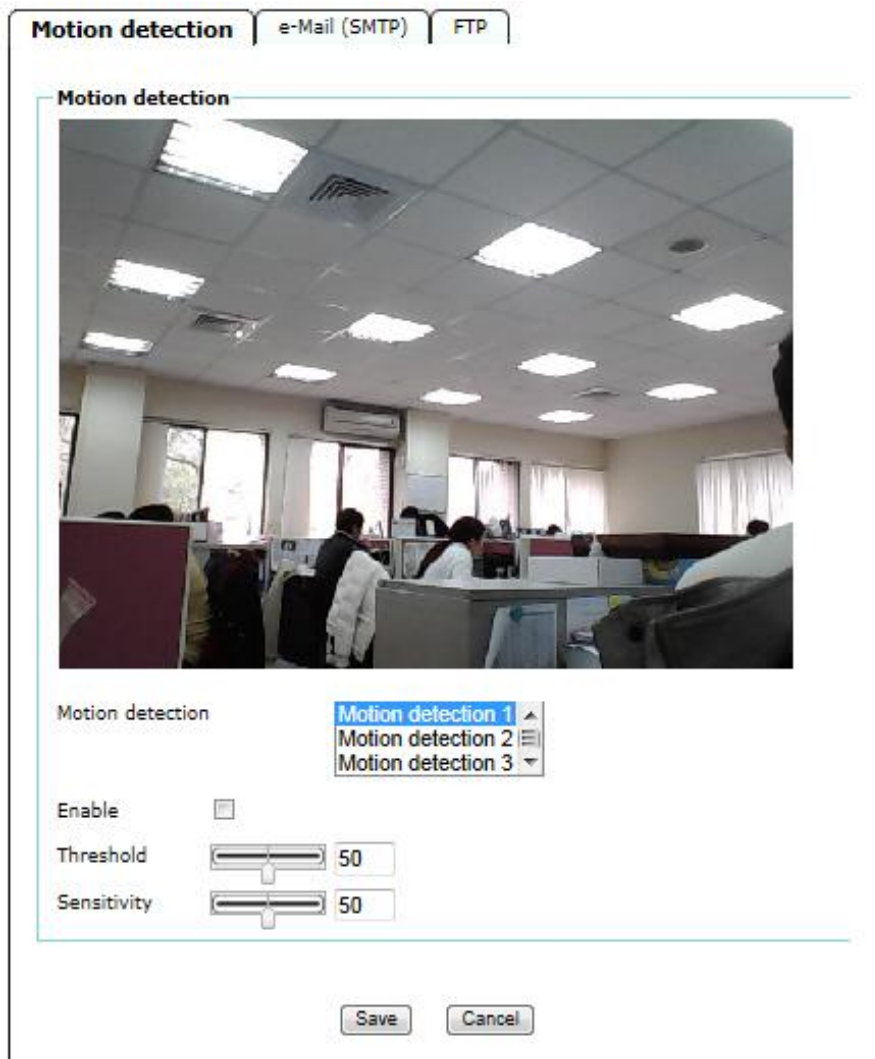 Motion detection e-Mail (SMTP) FTP
Motion detection
Motion detection Motion detection 1
Motion detection 2
Motion detection 3
Enable
Threshold 50
Sensitivity 50
Save Cancel